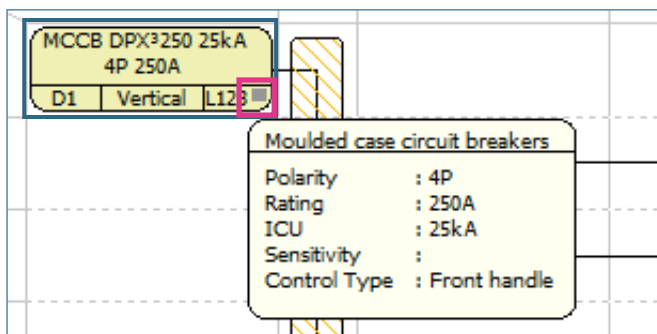 MCCB DPX³250 25kA
4P 250A
D1 Vertical L123
Moulded case circuit breakers
Polarity : 4P
Rating : 250A
ICU : 25kA
Sensitivity :
Control Type : Front handle